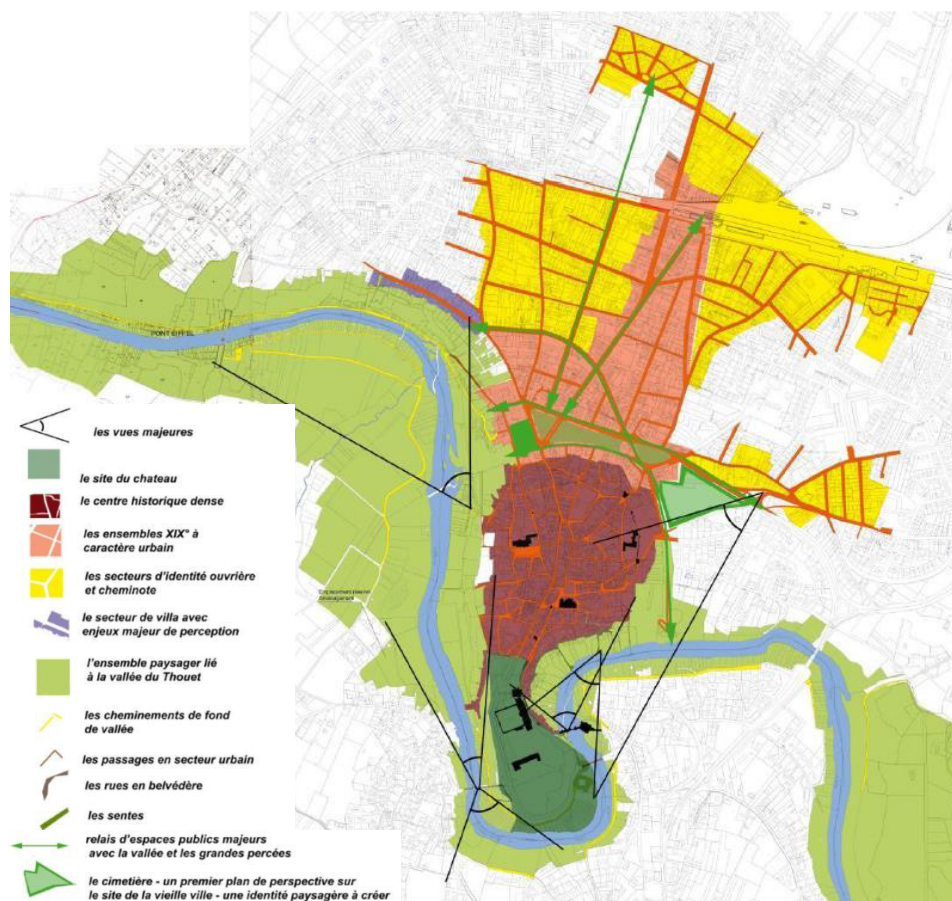 PONT EIFFEL
les vues majeures
le site du chateau
le centre historique dense
les ensembles XIX° à
caractère urbain
les secteurs d'identité ouvrière
et cheminote
le secteur de villa avec
enjeux majeur de perception
l'ensemble paysager lié
à la vallée du Thouet
les cheminements de fond
de vallée
les passages en secteur urbain
les rues en belvédère
les sentes
relais d'espaces publics majeurs
avec la vallée et les grandes percées
le cimetière - un premier plan de perspective sur
le site de la vieille ville - une identité paysagère à créer